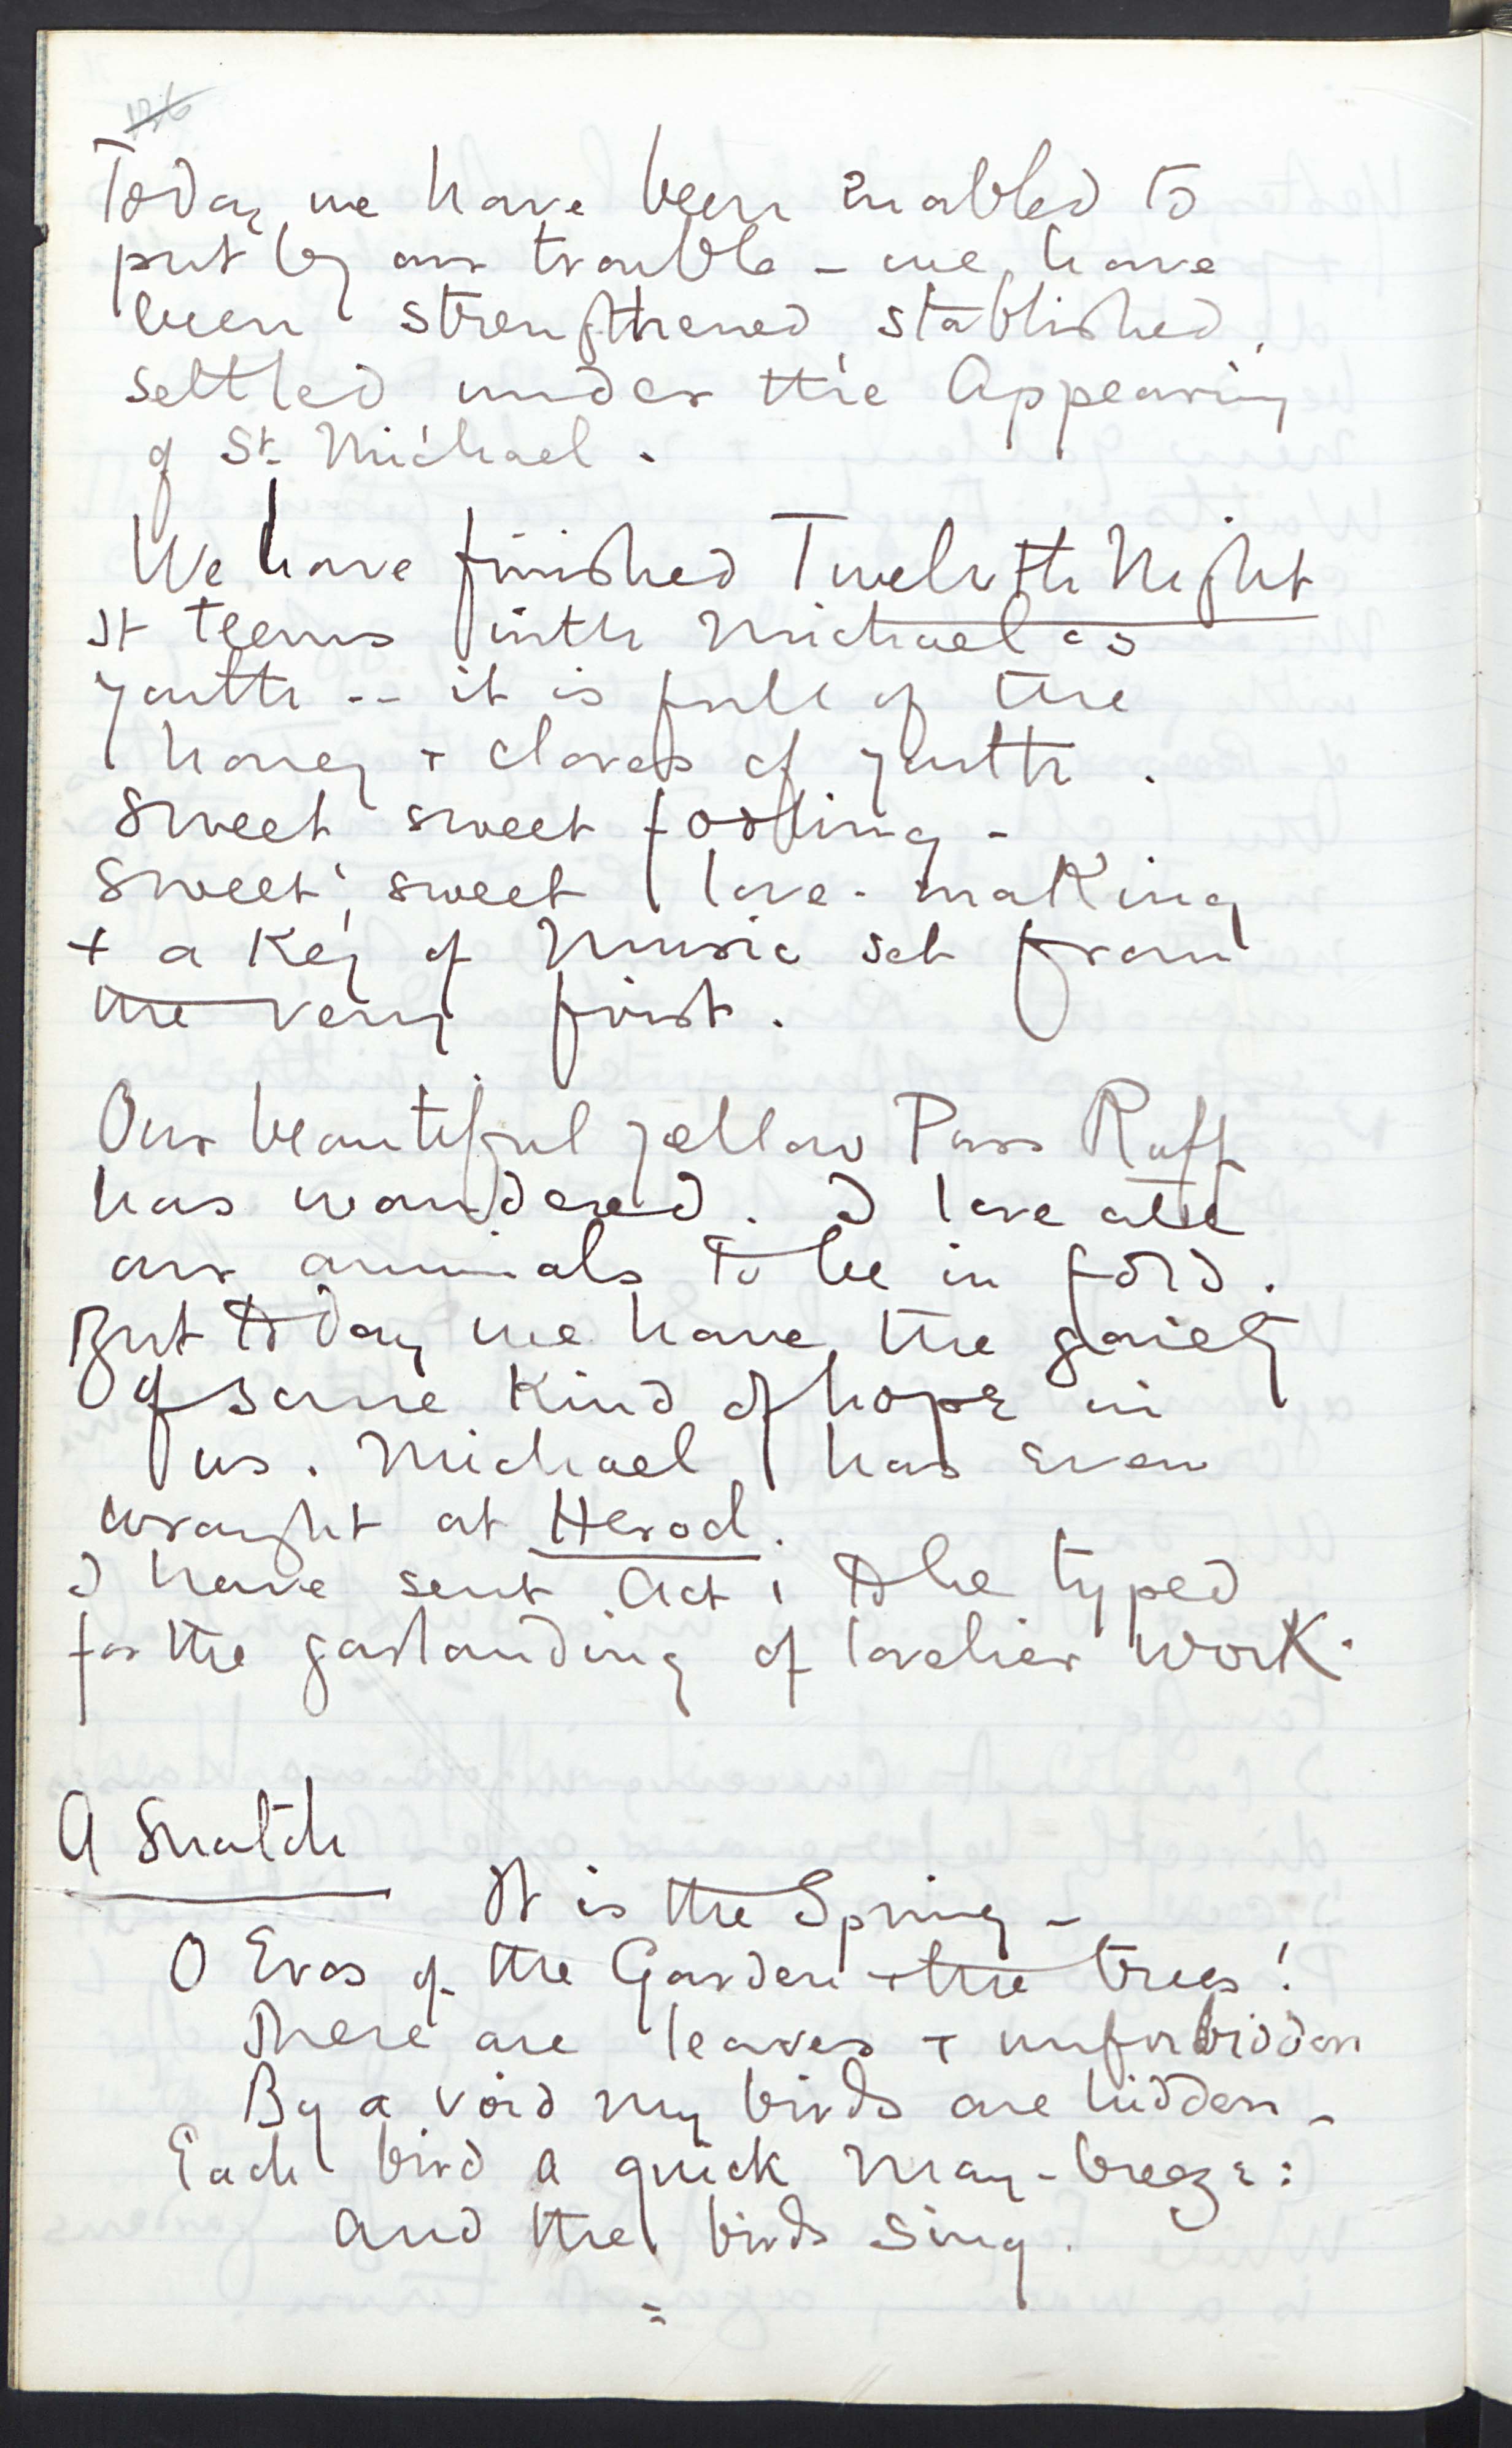 126
Today we have been enabled to
put by our trouble - we have
been strengthened stablished,
settled under the Appearing
of St. Michael.
We have finished Twelvth Night
It teems with Michael's
youth -- it is full of the
honey + cloves of youth.
Sweet sweet fooling -
Sweet, sweet love-making
+ a key of music set from
the very first.
Our beautiful yellow Puss Ruff
has wandered. I love all
our animals to be in fold.
But today we have the gaiety
of some kind of hope in
us. Michael has even
wrought at Herod.
I have sent Act I to be typed
for the garlanding of lovelier work.
A Snatch
It is the Spring -
O Eves of the Garden + the trees!
There are leaves + unforbidden
By a void my birds are hidden -
Each bird a quick May-breeze:
And the birds sing.
=